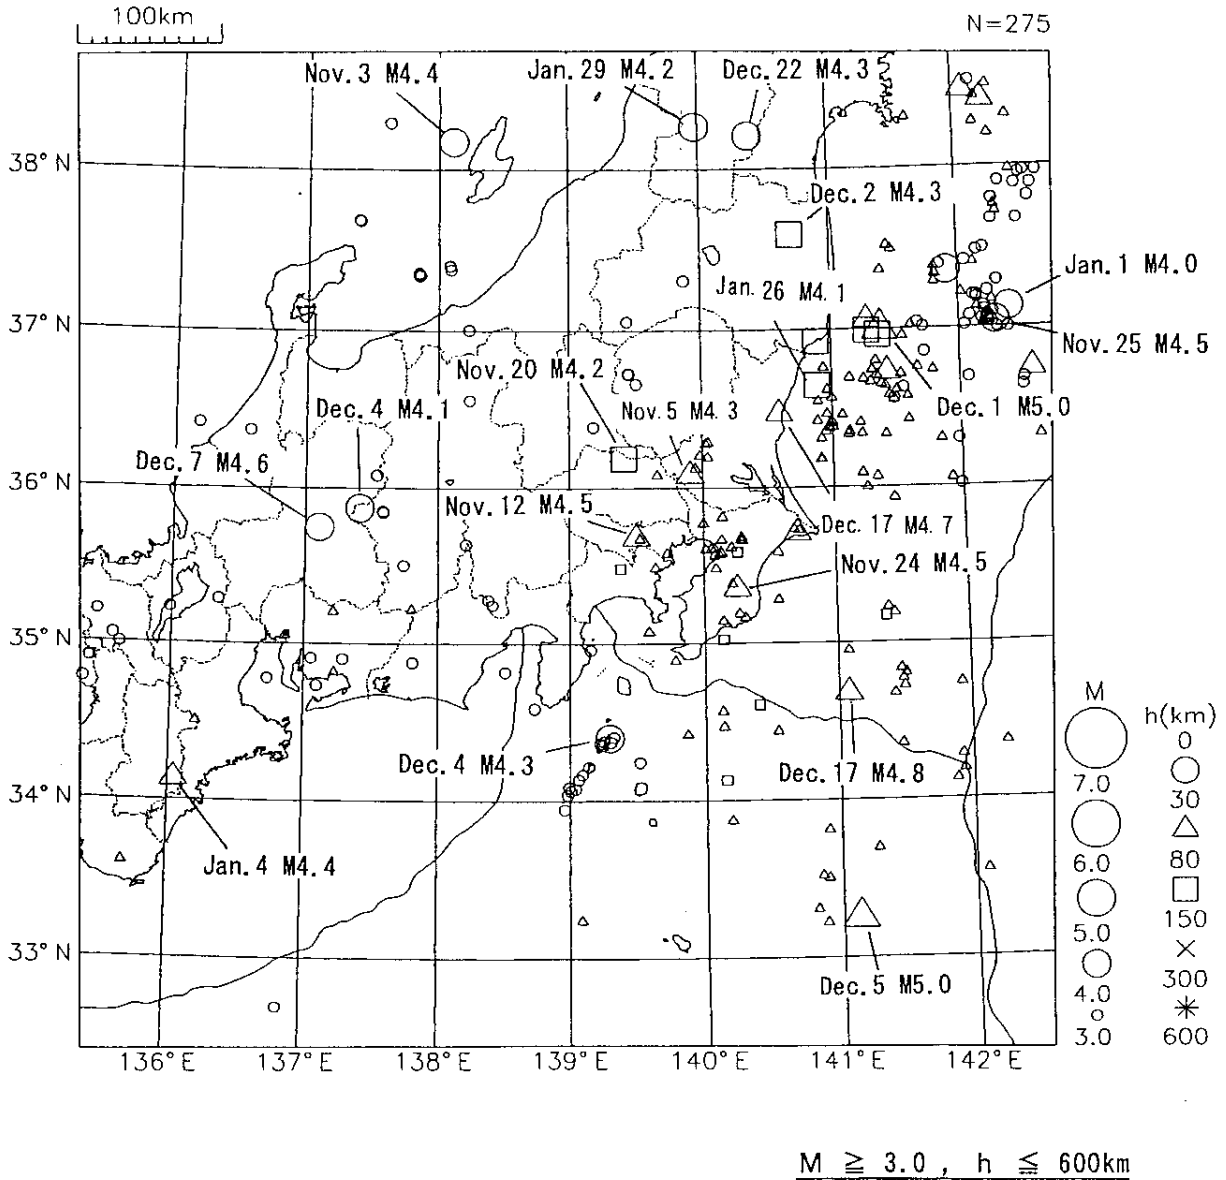 100km
N=275
Nov.3 M4.4
Jan.29 M4.2
Dec.22 M4.3
38°N
Dec.2 M4.3
Jan.26 M4.1
Jan.1 M4.0
37°N
Nov.25 M4.5
Nov.20 M4.2
Dec.4 M4.1
Nov.5 M4.3
Dec.1 M5.0
Dec.7 M4.6
36°N
Nov.12 M4.5
Dec.17 M4.7
Nov.24 M4.5
35°N
M
h(km)
0
Dec.4 M4.3
Dec.17 M4.8
7.0
30
34°N
Jan.4 M4.4
6.0
80
5.0
150
33°N
Dec.5 M5.0
4.0
300
3.0
600
136°E 137°E 138°E 139°E 140°E 141°E 142°E
M ≧ 3.0 , h ≦ 600km